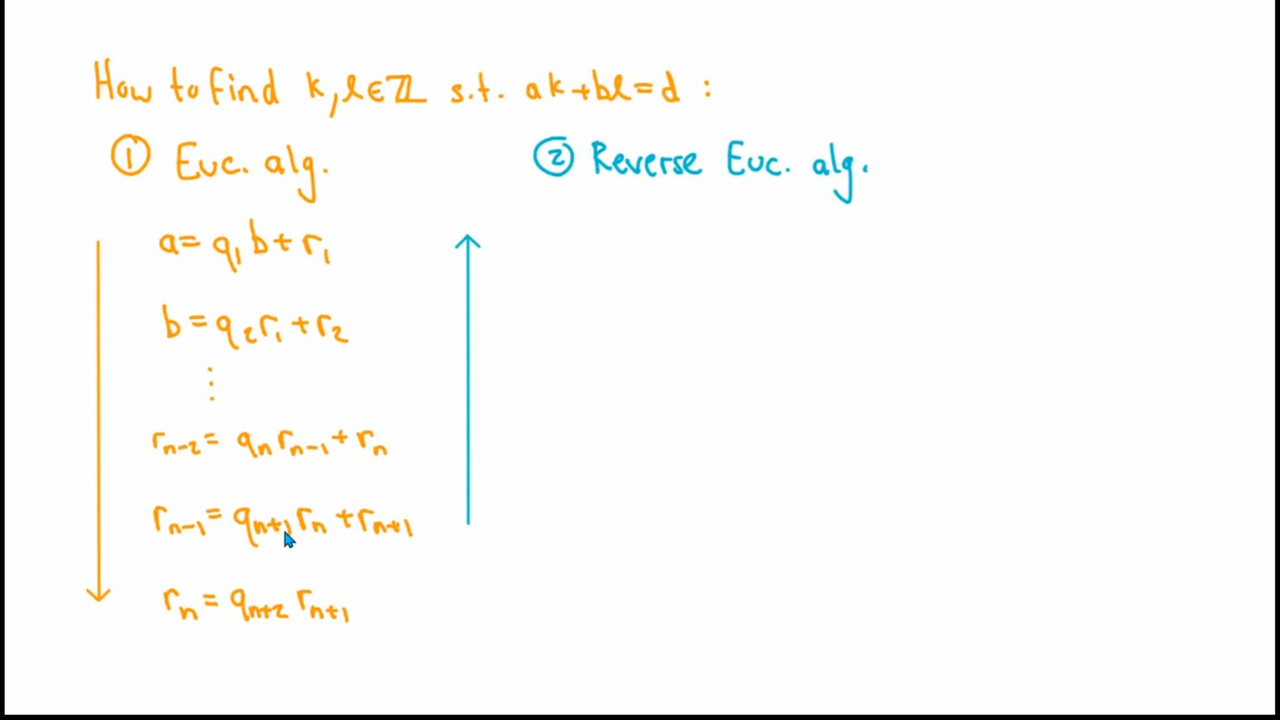 How to find k, l ∈ ℤ s.t. ak+bl=d :
① Euc. alg.
② Reverse Euc. alg.
a = q₁b + r₁
b = q₂r₁ + r₂
⋮
rₙ₋₂ = qₙrₙ₋₁ + rₙ
rₙ₋₁ = qₙ₊₁rₙ + rₙ₊₁
rₙ = qₙ₊₂rₙ₊₁